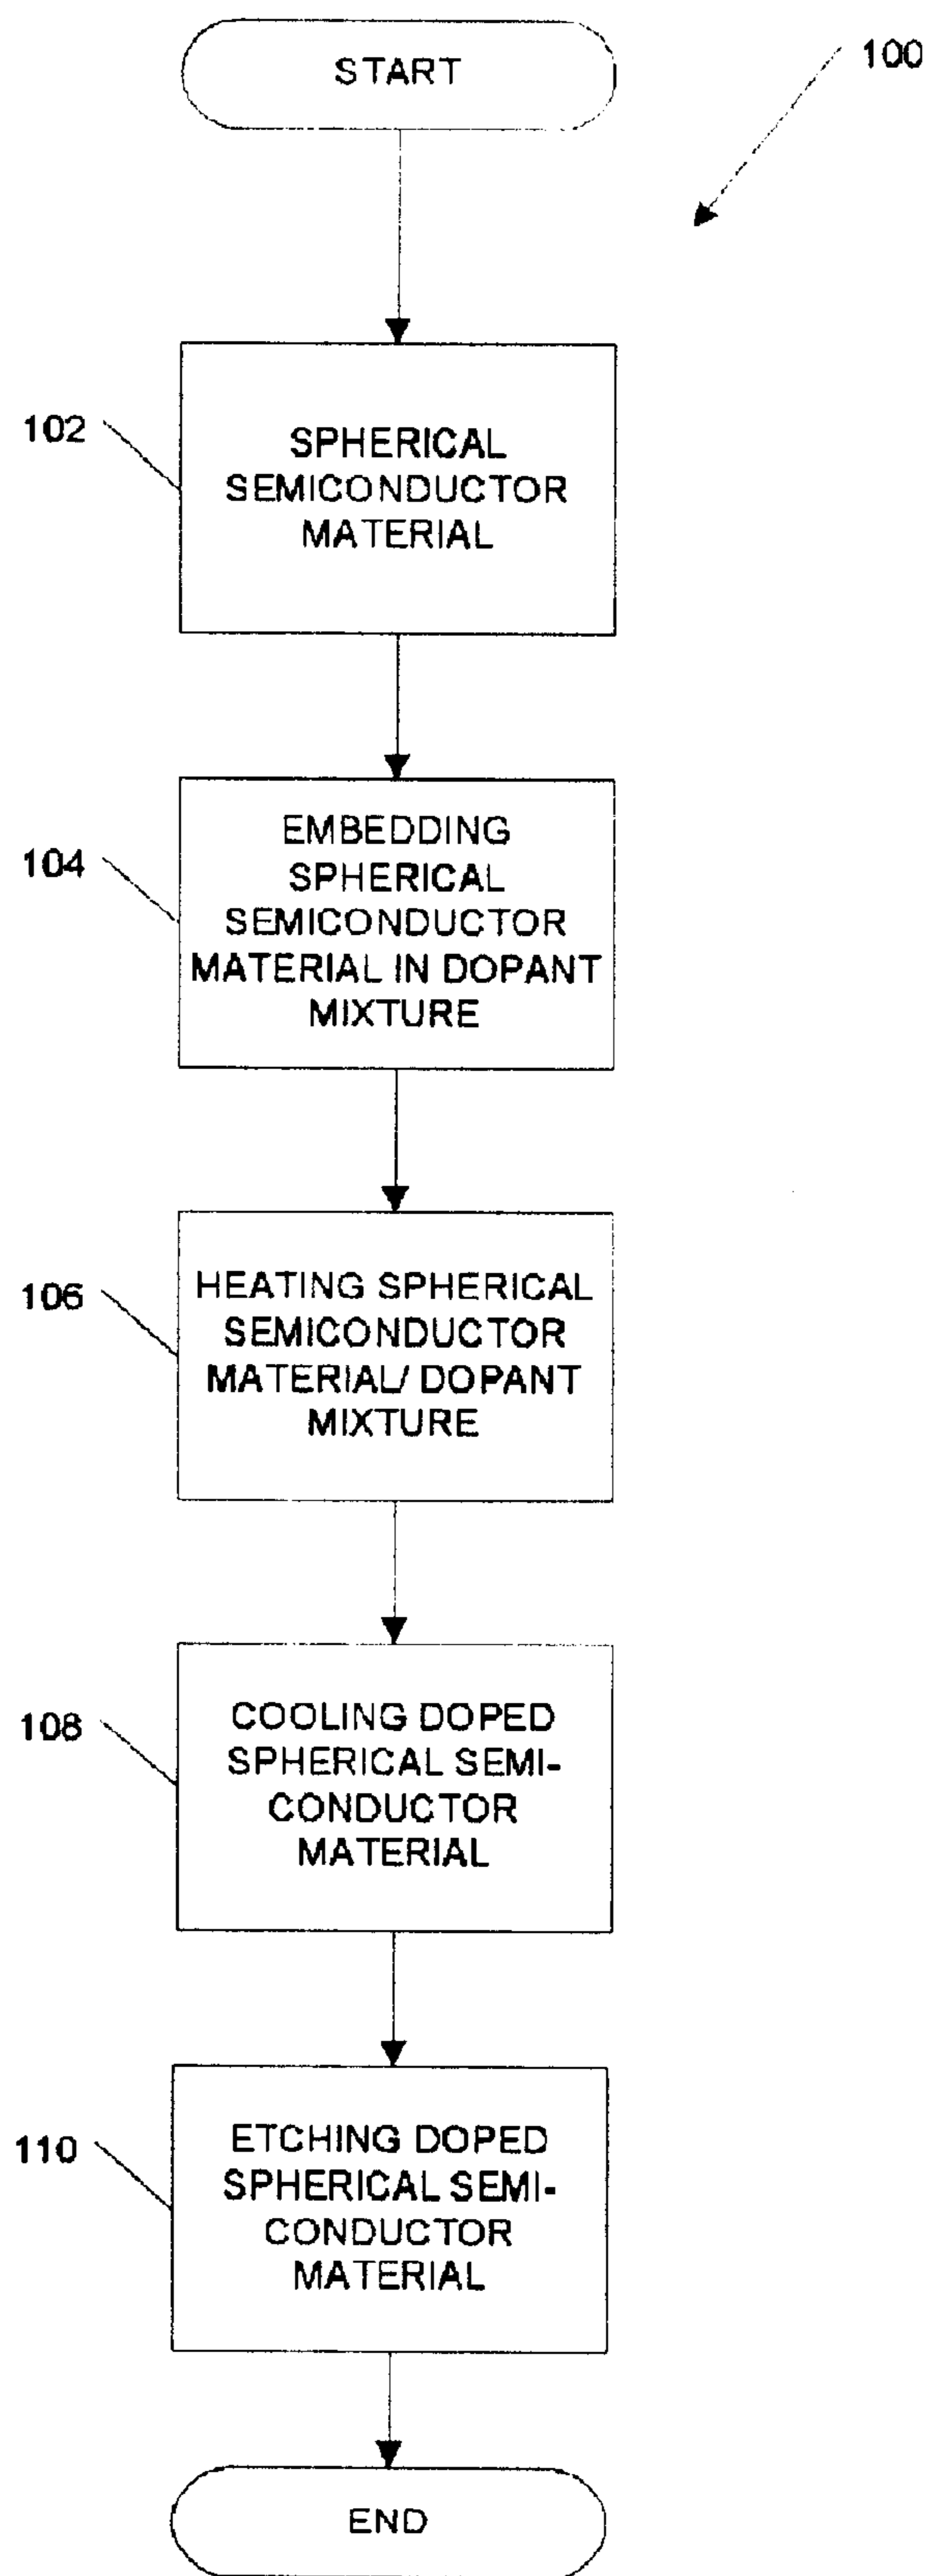 START
100
102
SPHERICAL
SEMICONDUCTOR
MATERIAL
104
EMBEDDING
SPHERICAL
SEMICONDUCTOR
MATERIAL IN DOPANT
MIXTURE
106
HEATING SPHERICAL
SEMICONDUCTOR
MATERIAL/ DOPANT
MIXTURE
108
COOLING DOPED
SPHERICAL SEMI-
CONDUCTOR
MATERIAL
110
ETCHING DOPED
SPHERICAL SEMI-
CONDUCTOR
MATERIAL
END